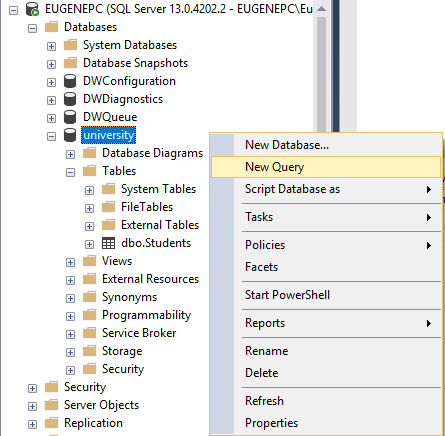 EUGENEPC (SQL Server 13.0.4202.2 - EUGENEPC\Eu
Databases
System Databases
Database Snapshots
DWConfiguration
DWDiagnostics
DWQueue
university
Database Diagrams
Tables
System Tables
FileTables
External Tables
dbo.Students
Views
External Resources
Synonyms
Programmability
Service Broker
Storage
Security
Security
Server Objects
Replication
New Database...
New Query
Script Database as
Tasks
Policies
Facets
Start PowerShell
Reports
Rename
Delete
Refresh
Properties